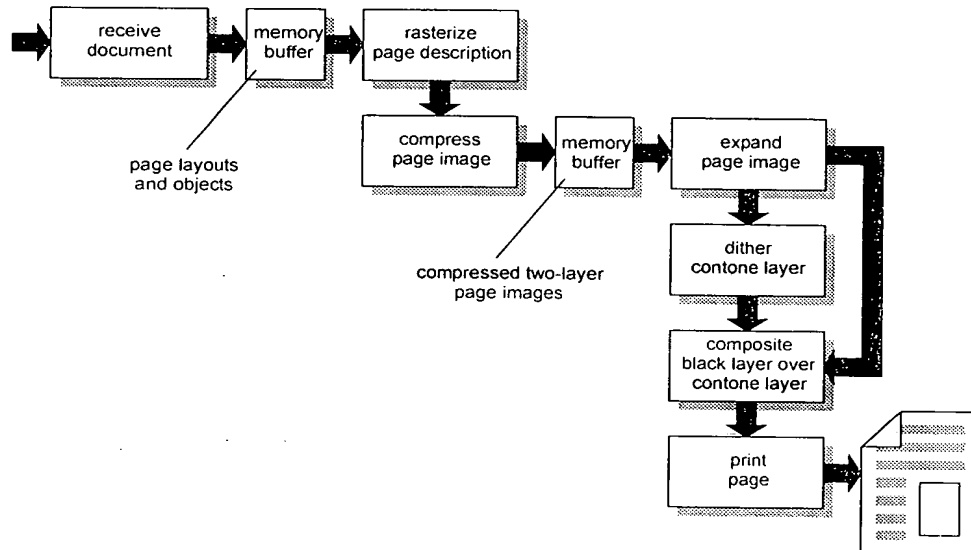 receive
document
memory
buffer
rasterize
page description
compress
page image
memory
buffer
expand
page image
page layouts
and objects
dither
contone layer
compressed two-layer
page images
composite
black layer over
contone layer
print
page